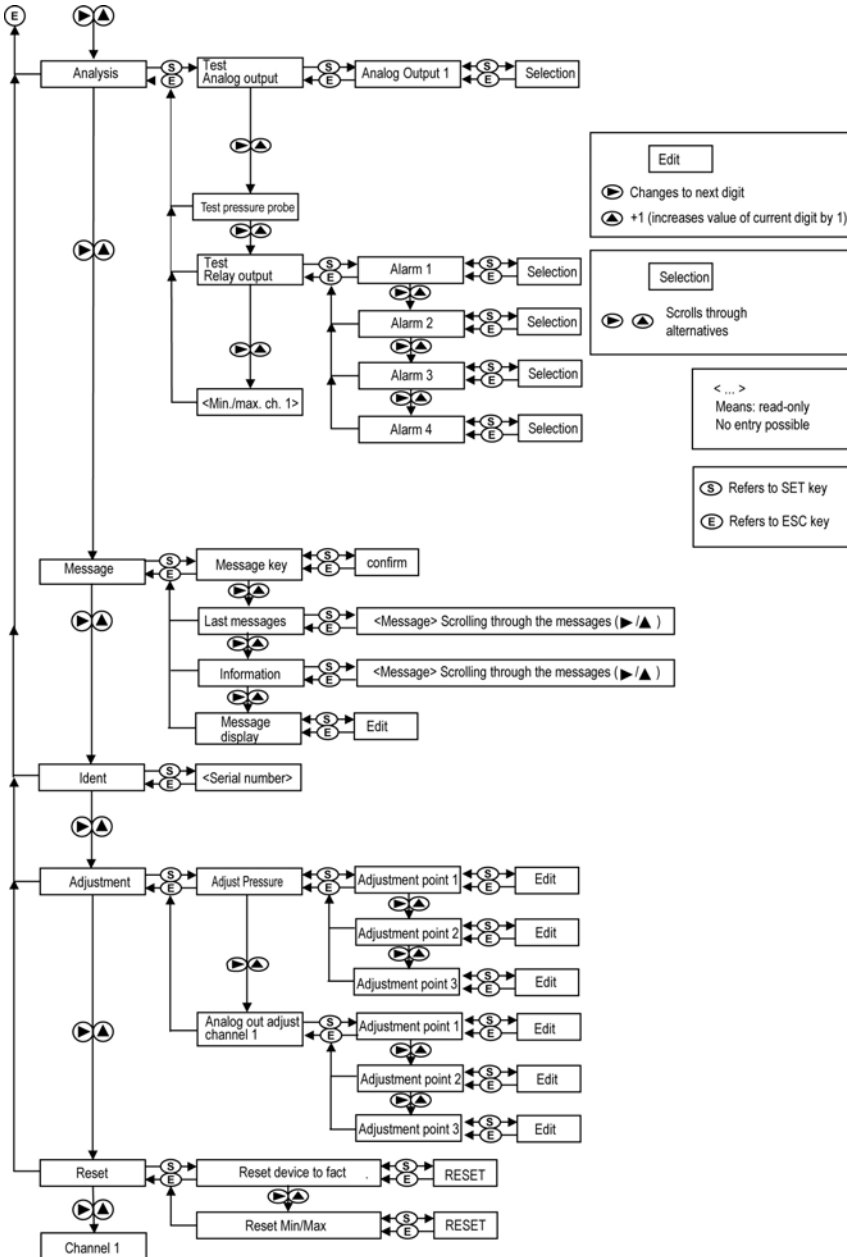 E
Analysis
S
E
Test
Analog output
S
E
Analog Output 1
S
E
Selection
Edit
Changes to next digit
+1 (increases value of current digit by 1)
Test pressure probe
Test
Relay output
S
E
Alarm 1
S
E
Selection
Selection
Scrolls through
alternatives
Alarm 2
S
E
Selection
Alarm 3
S
E
Selection
<Min./max. ch. 1>
Alarm 4
S
E
Selection
< ... >
Means: read-only
No entry possible
S Refers to SET key
E Refers to ESC key
Message
S
E
Message key
S
E
confirm
Last messages
S
E
<Message> Scrolling through the messages (▶/▲ )
Information
S
E
<Message> Scrolling through the messages (▶/▲ )
Message
display
S
E
Edit
Ident
S
E
<Serial number>
Adjustment
S
E
Adjust Pressure
S
E
Adjustment point 1
S
E
Edit
Adjustment point 2
S
E
Edit
Adjustment point 3
S
E
Edit
Analog out adjust
channel 1
S
E
Adjustment point 1
S
E
Edit
Adjustment point 2
S
E
Edit
Adjustment point 3
S
E
Edit
Reset
S
E
Reset device to fact .
S
E
RESET
Reset Min/Max
S
E
RESET
Channel 1